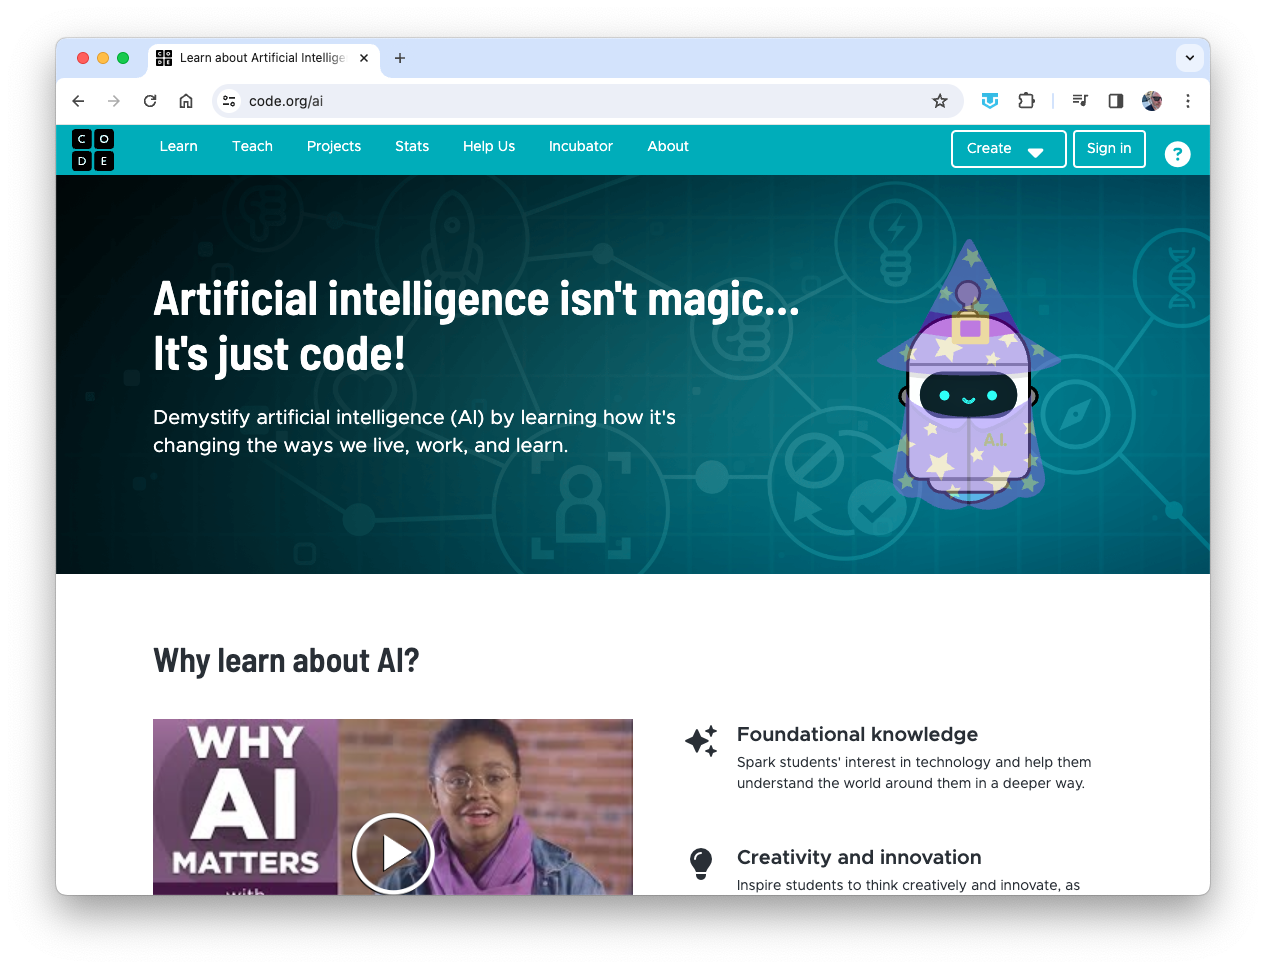 Learn about Artificial Intellige
code.org/ai
C O
D E
Learn Teach Projects Stats Help Us Incubator About Create Sign in ?
Artificial intelligence isn't magic...
It's just code!
Demystify artificial intelligence (AI) by learning how it's
changing the ways we live, work, and learn.
A.I.
Why learn about AI?
WHY
AI
MATTERS
with
Foundational knowledge
Spark students' interest in technology and help them
understand the world around them in a deeper way.
Creativity and innovation
Inspire students to think creatively and innovate, as